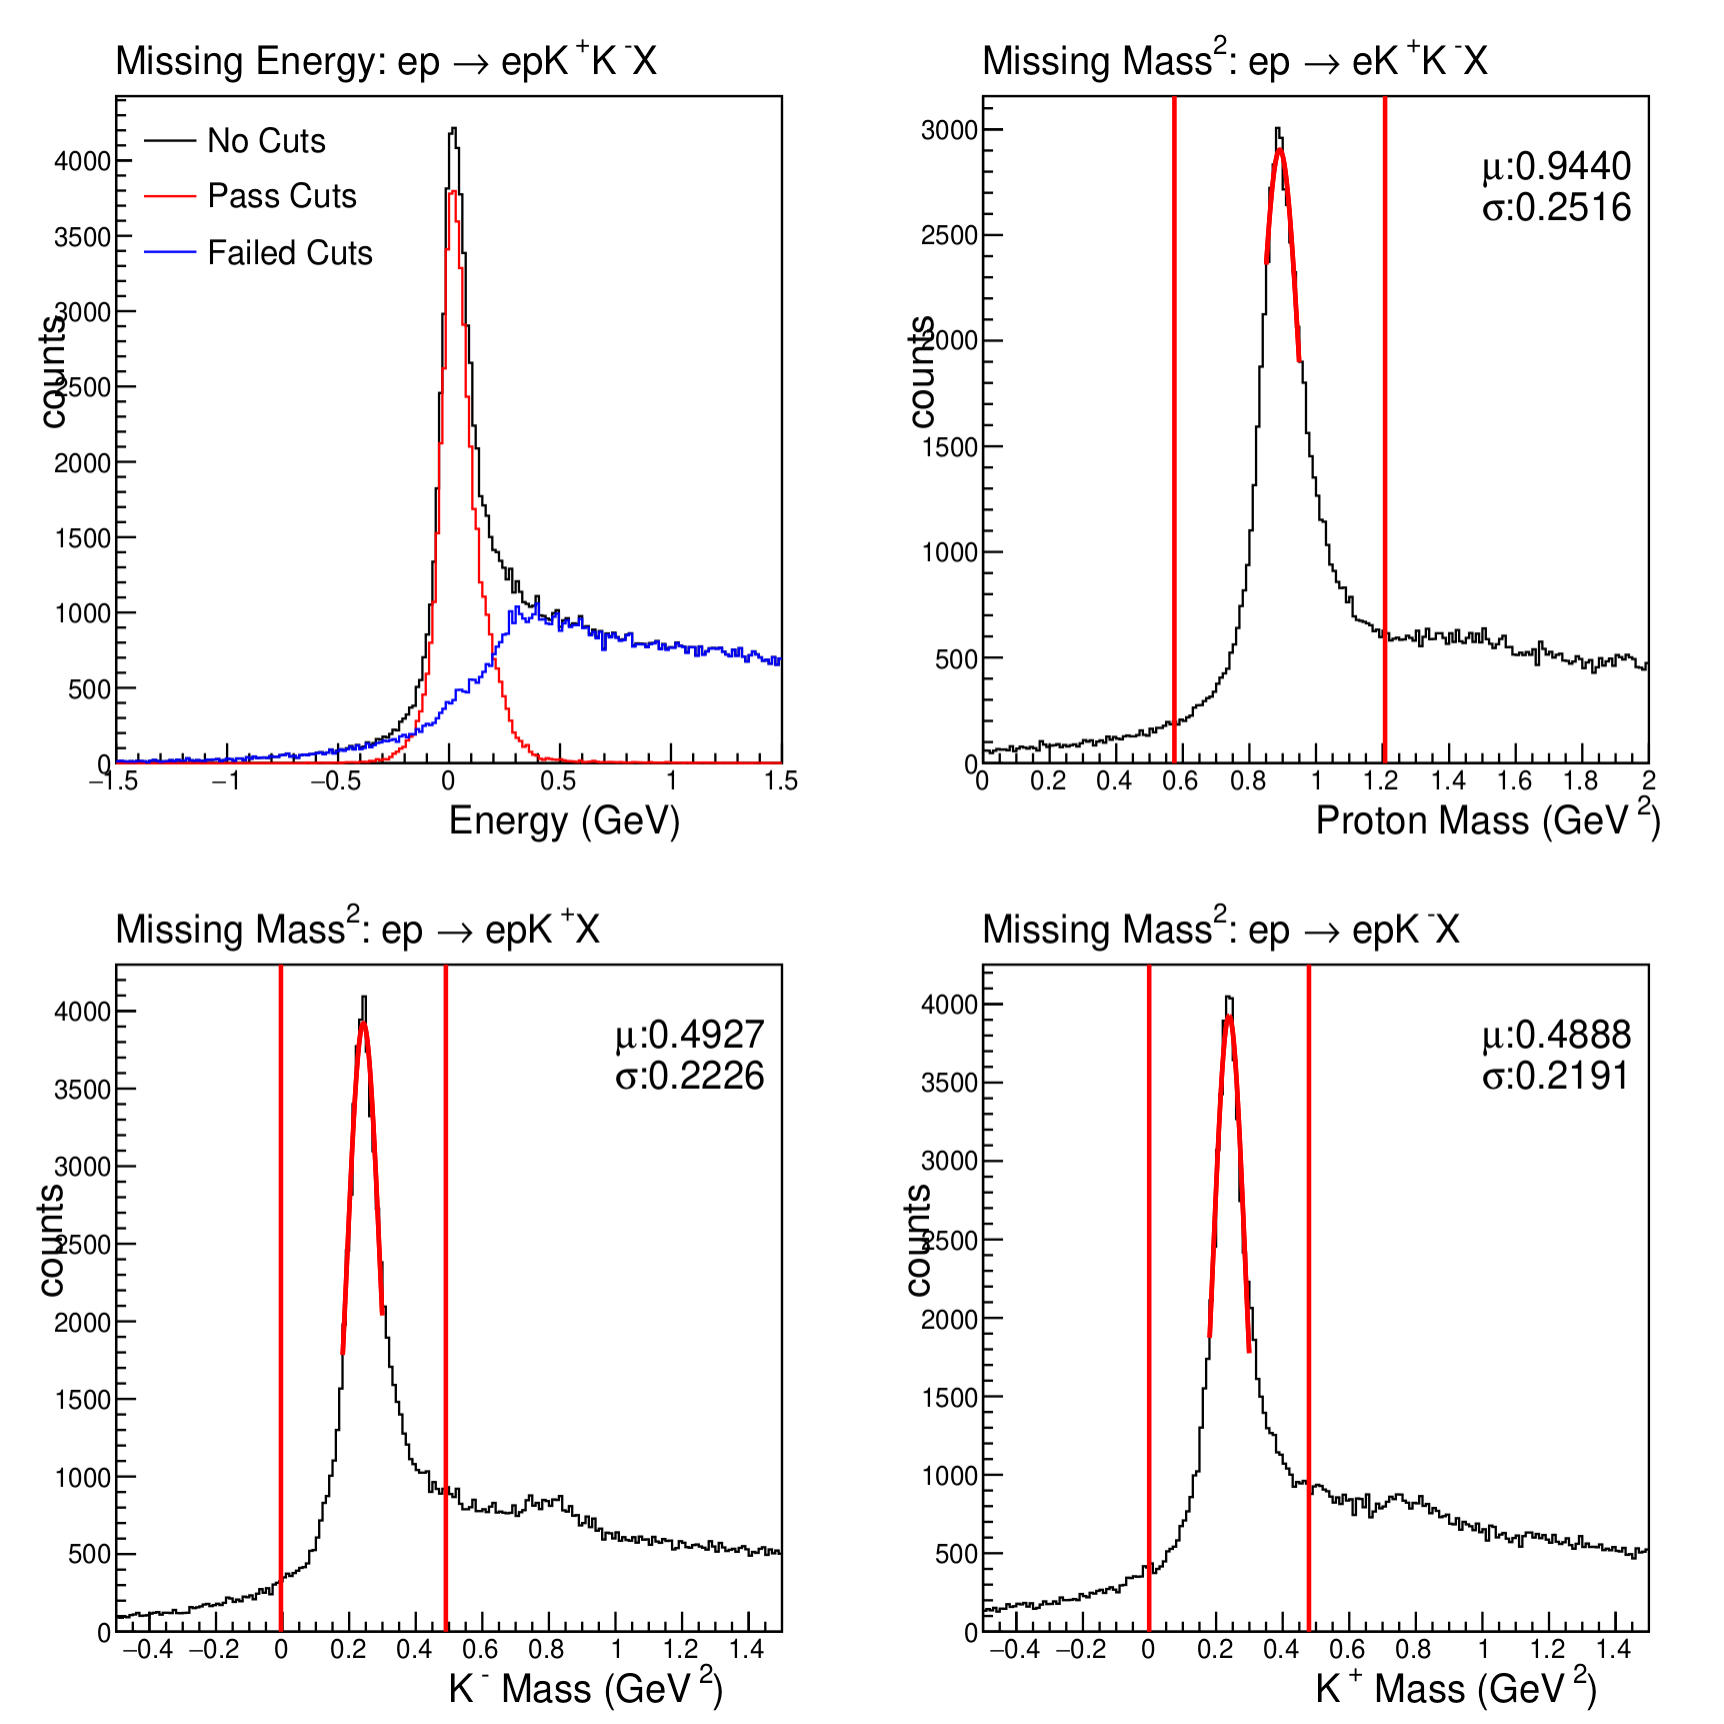 Missing Energy: ep → epK⁺K⁻X
No Cuts
Pass Cuts
Failed Cuts
counts
4000
3500
3000
2500
2000
1500
1000
500
0
−1.5 −1 −0.5 0 0.5 1 1.5
Energy (GeV)
Missing Mass²: ep → eK⁺K⁻X
μ:0.9440
σ:0.2516
counts
3000
2500
2000
1500
1000
500
0
0 0.2 0.4 0.6 0.8 1 1.2 1.4 1.6 1.8 2
Proton Mass (GeV²)
Missing Mass²: ep → epK⁺X
μ:0.4927
σ:0.2226
counts
4000
3500
3000
2500
2000
1500
1000
500
0
−0.4 −0.2 0 0.2 0.4 0.6 0.8 1 1.2 1.4
K⁻ Mass (GeV²)
Missing Mass²: ep → epK⁻X
μ:0.4888
σ:0.2191
counts
4000
3500
3000
2500
2000
1500
1000
500
0
−0.4 −0.2 0 0.2 0.4 0.6 0.8 1 1.2 1.4
K⁺ Mass (GeV²)